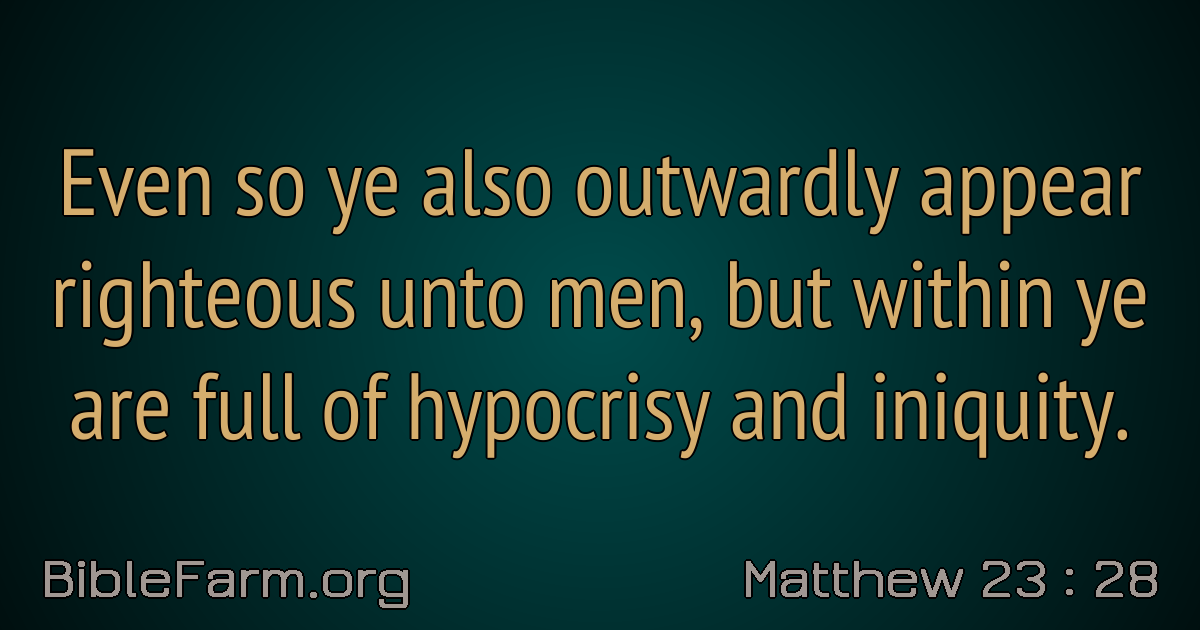 Even so ye also outwardly appear
righteous unto men, but within ye
are full of hypocrisy and iniquity.
BibleFarm.org
Matthew 23 : 28